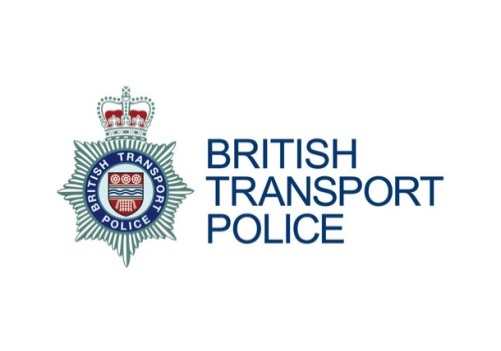 BRITISH TRANSPORT
POLICE
BRITISH
TRANSPORT
POLICE